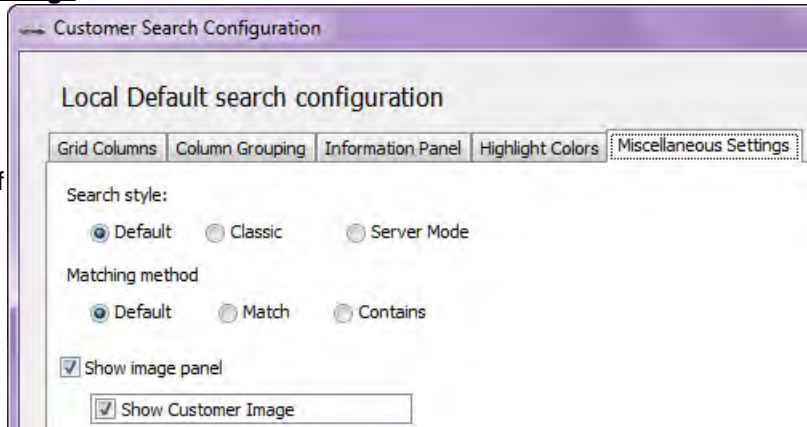 Customer Search Configuration
Local Default search configuration
Grid Columns Column Grouping Information Panel Highlight Colors Miscellaneous Settings
f
Search style:
Default Classic Server Mode
Matching method
Default Match Contains
Show image panel
Show Customer Image